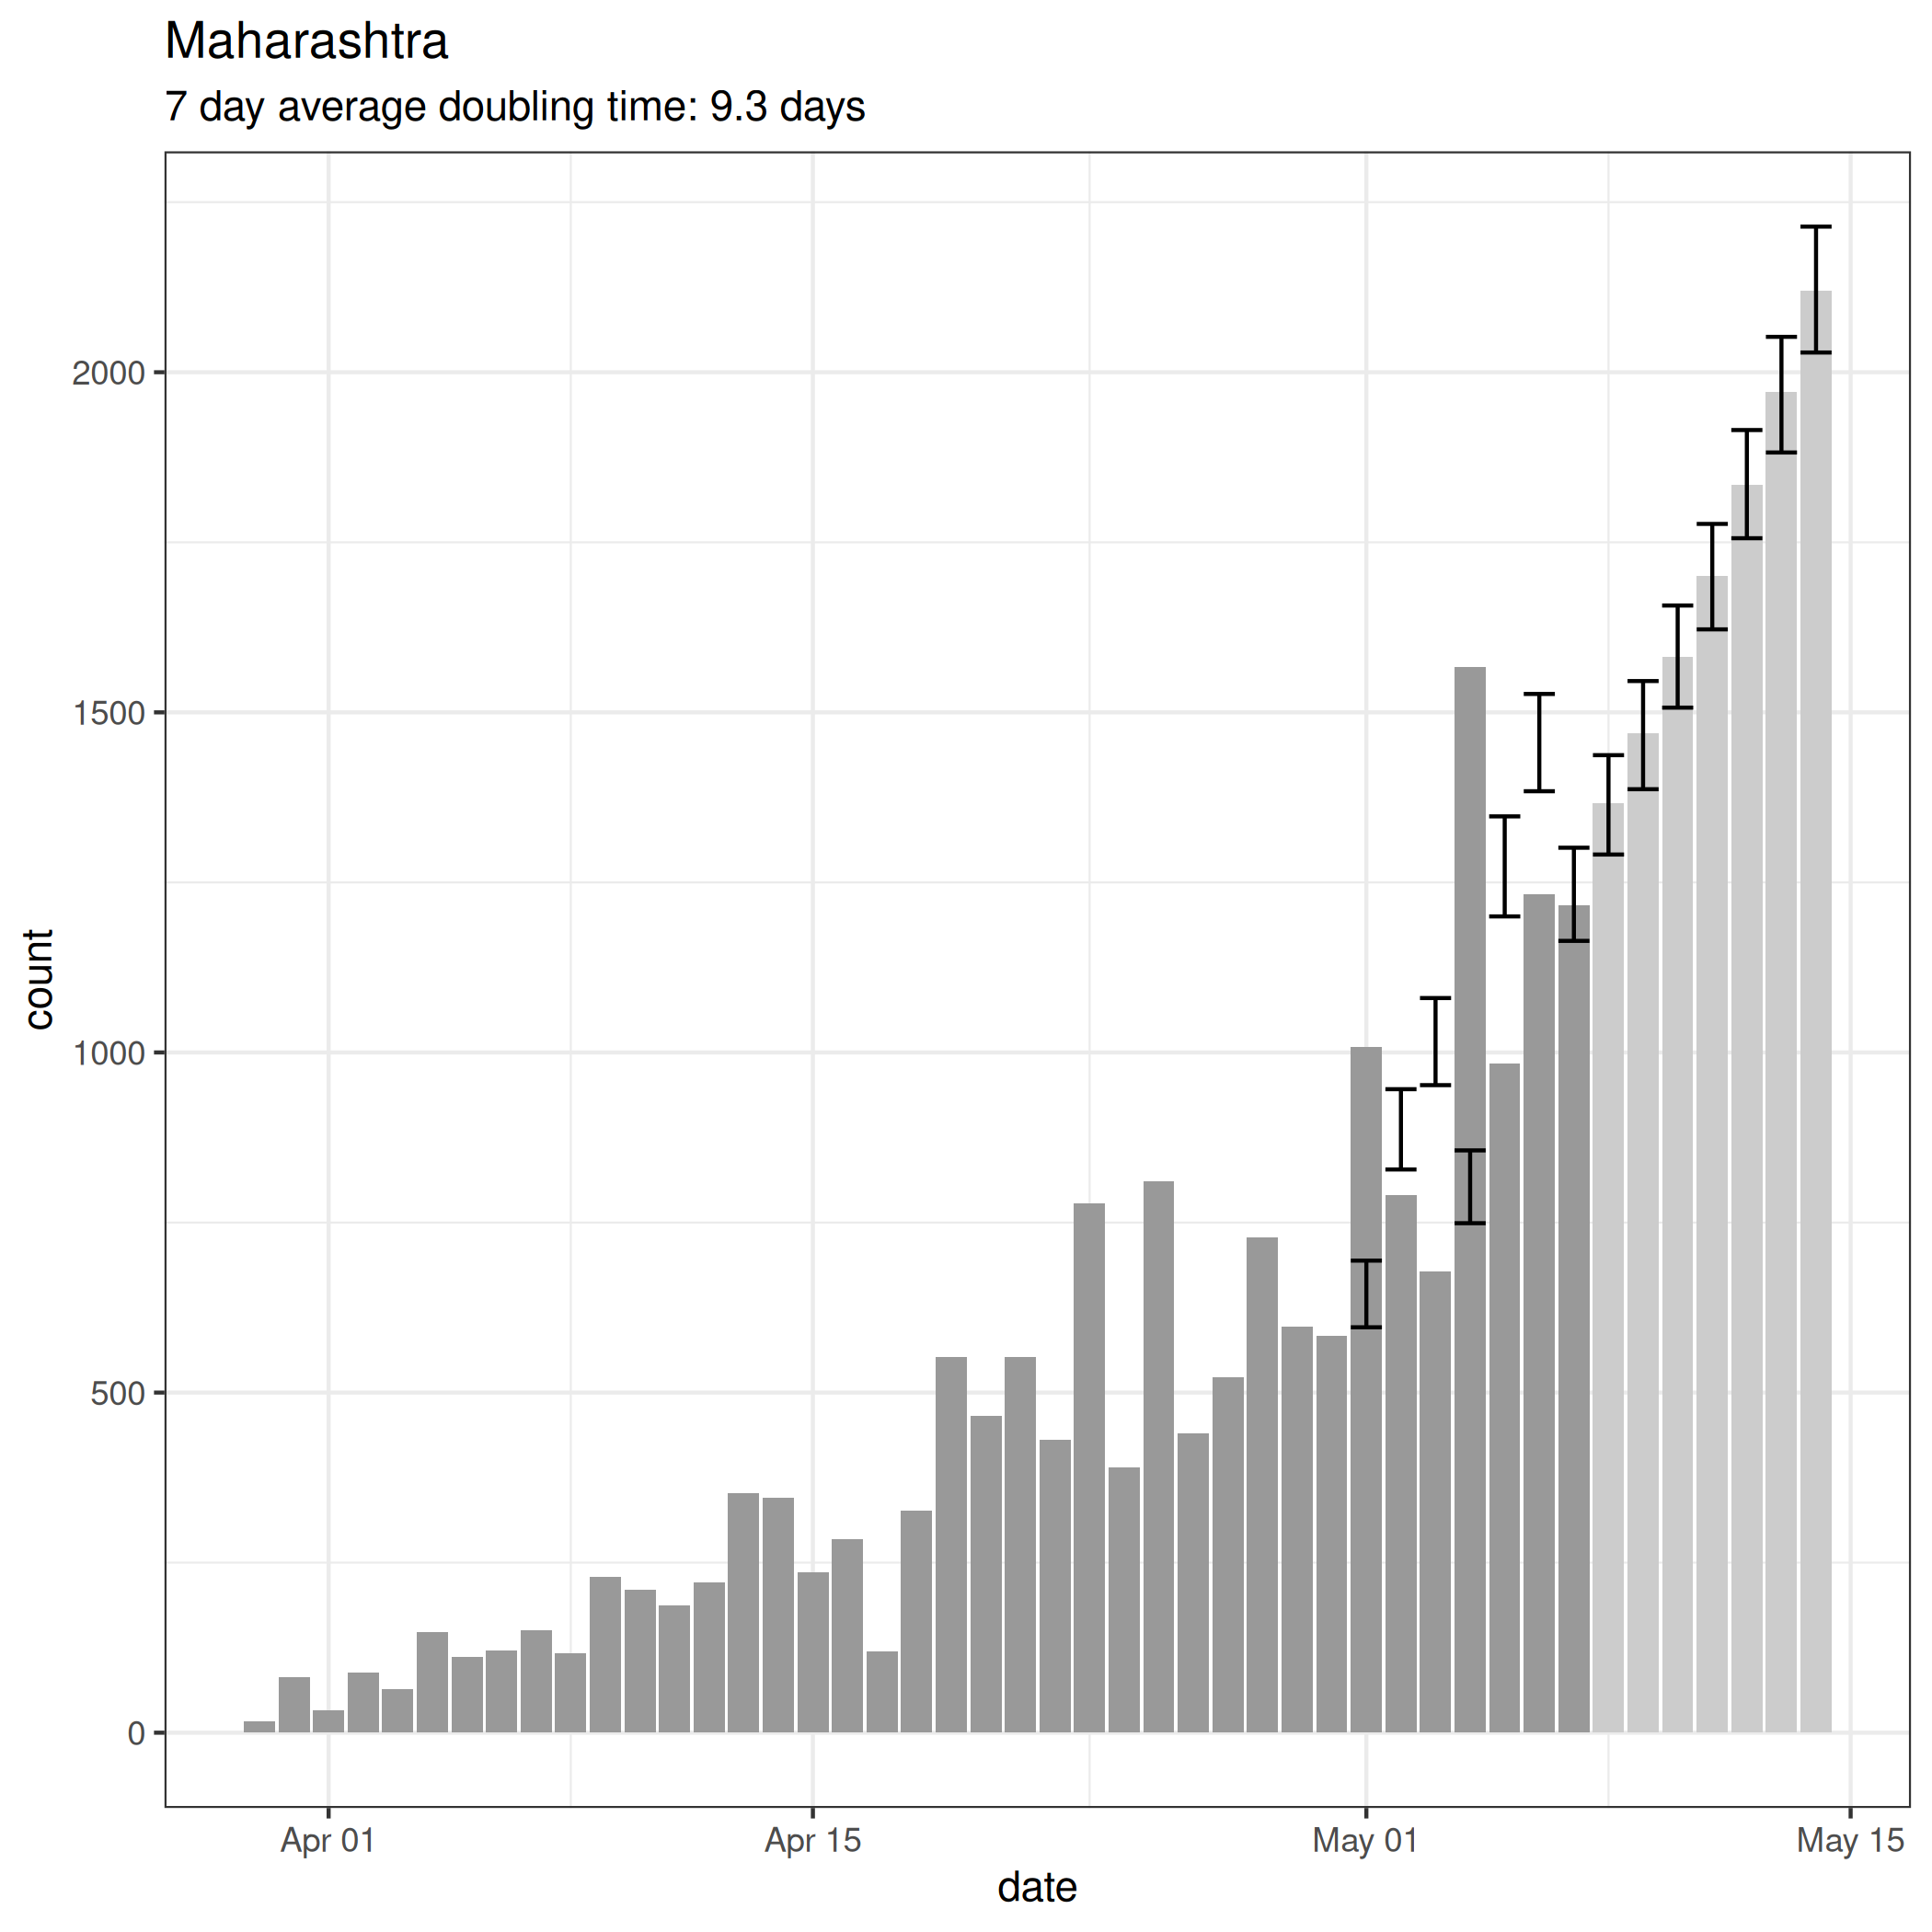 Maharashtra
7 day average doubling time: 9.3 days
count
2000
1500
1000
500
0
Apr 01 Apr 15 May 01 May 15
date